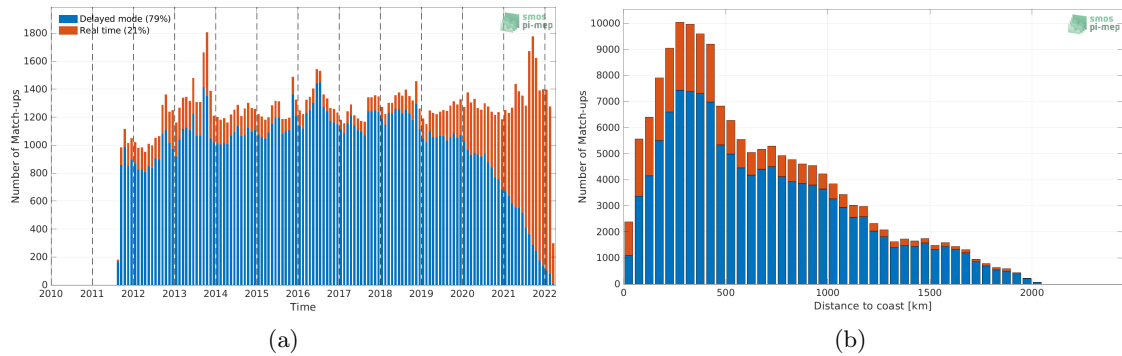 Delayed mode (79%)
Real time (21%)
smos
pi-mep
Number of Match-ups
1800
1600
1400
1200
1000
800
600
400
200
0
2010 2011 2012 2013 2014 2015 2016 2017 2018 2019 2020 2021 2022
Time
(a)
smos
pi-mep
Number of Match-ups
10000
9000
8000
7000
6000
5000
4000
3000
2000
1000
0
0 500 1000 1500 2000
Distance to coast [km]
(b)